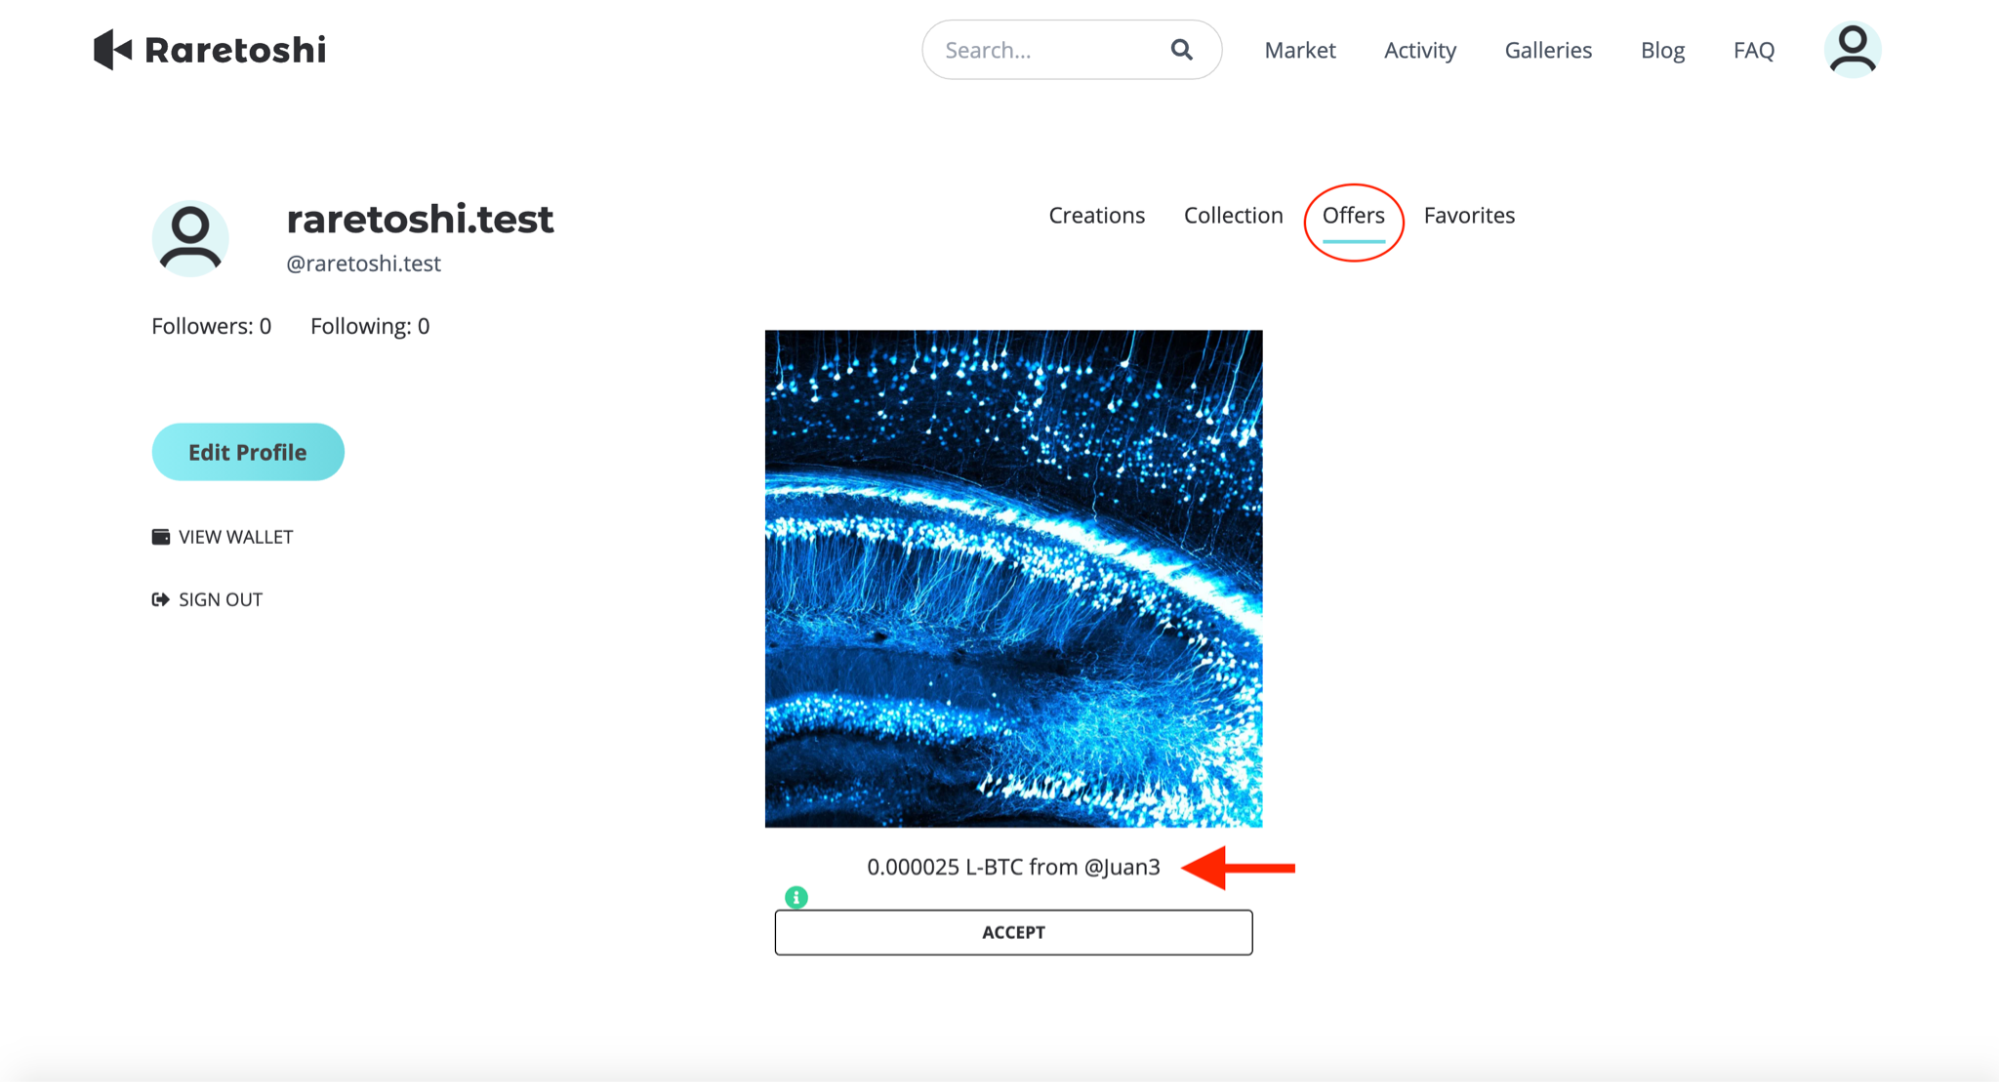 Raretoshi
Search...
Market
Activity
Galleries
Blog
FAQ
raretoshi.test
@raretoshi.test
Followers: 0
Following: 0
Edit Profile
VIEW WALLET
SIGN OUT
Creations
Collection
Offers
Favorites
0.000025 L-BTC from @Juan3
i
ACCEPT